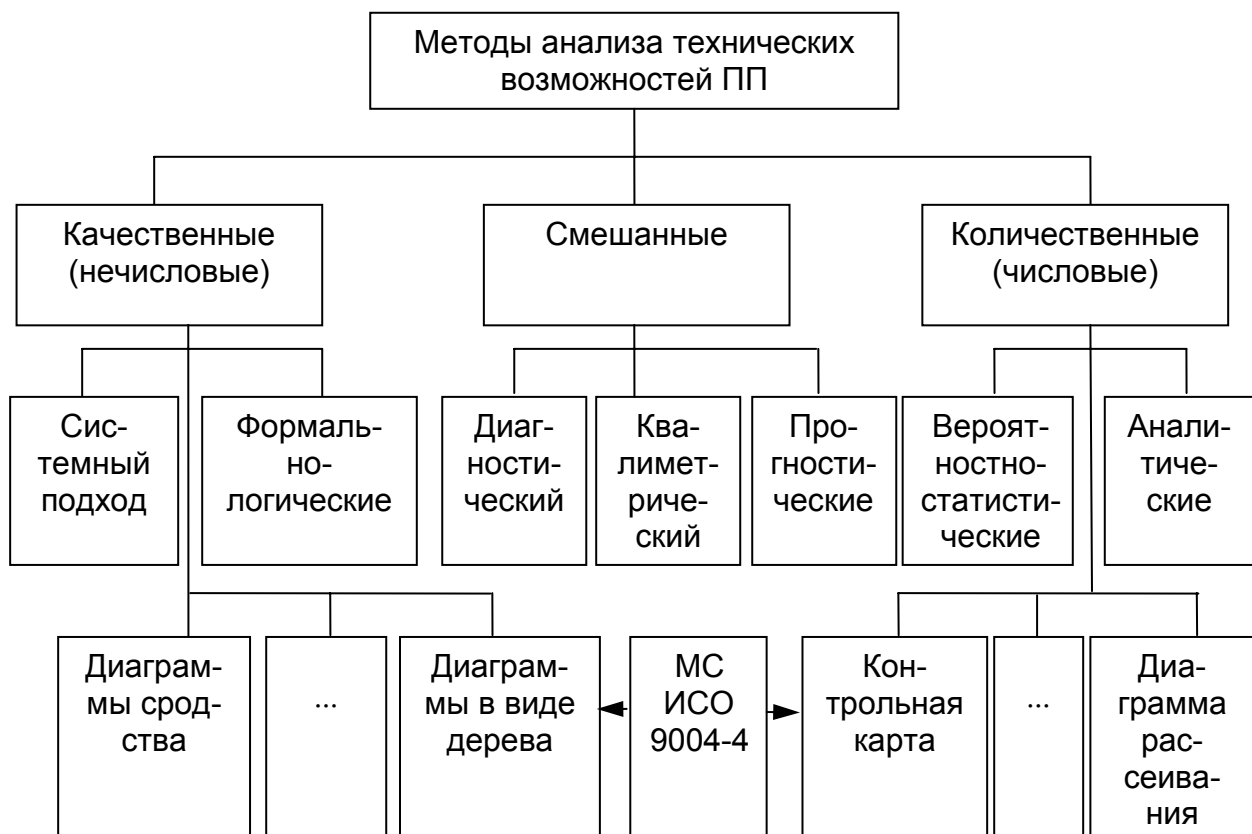 Методы анализа технических
возможностей ПП
Качественные
(нечисловые)
Смешанные
Количественные
(числовые)
Сис-
темный
подход
Формаль-
но-
логические
Диаг-
ности-
ческий
Ква-
лимет-
риче-
ский
Про-
гности-
ческие
Вероят-
ностно-
статисти-
ческие
Анали-
тиче-
ские
Диаграм-
мы срод-
ства
...
Диаграм-
мы в виде
дерева
МС
ИСО
9004-4
Кон-
трольная
карта
...
Диа-
грамма
рас-
сеива-
ния